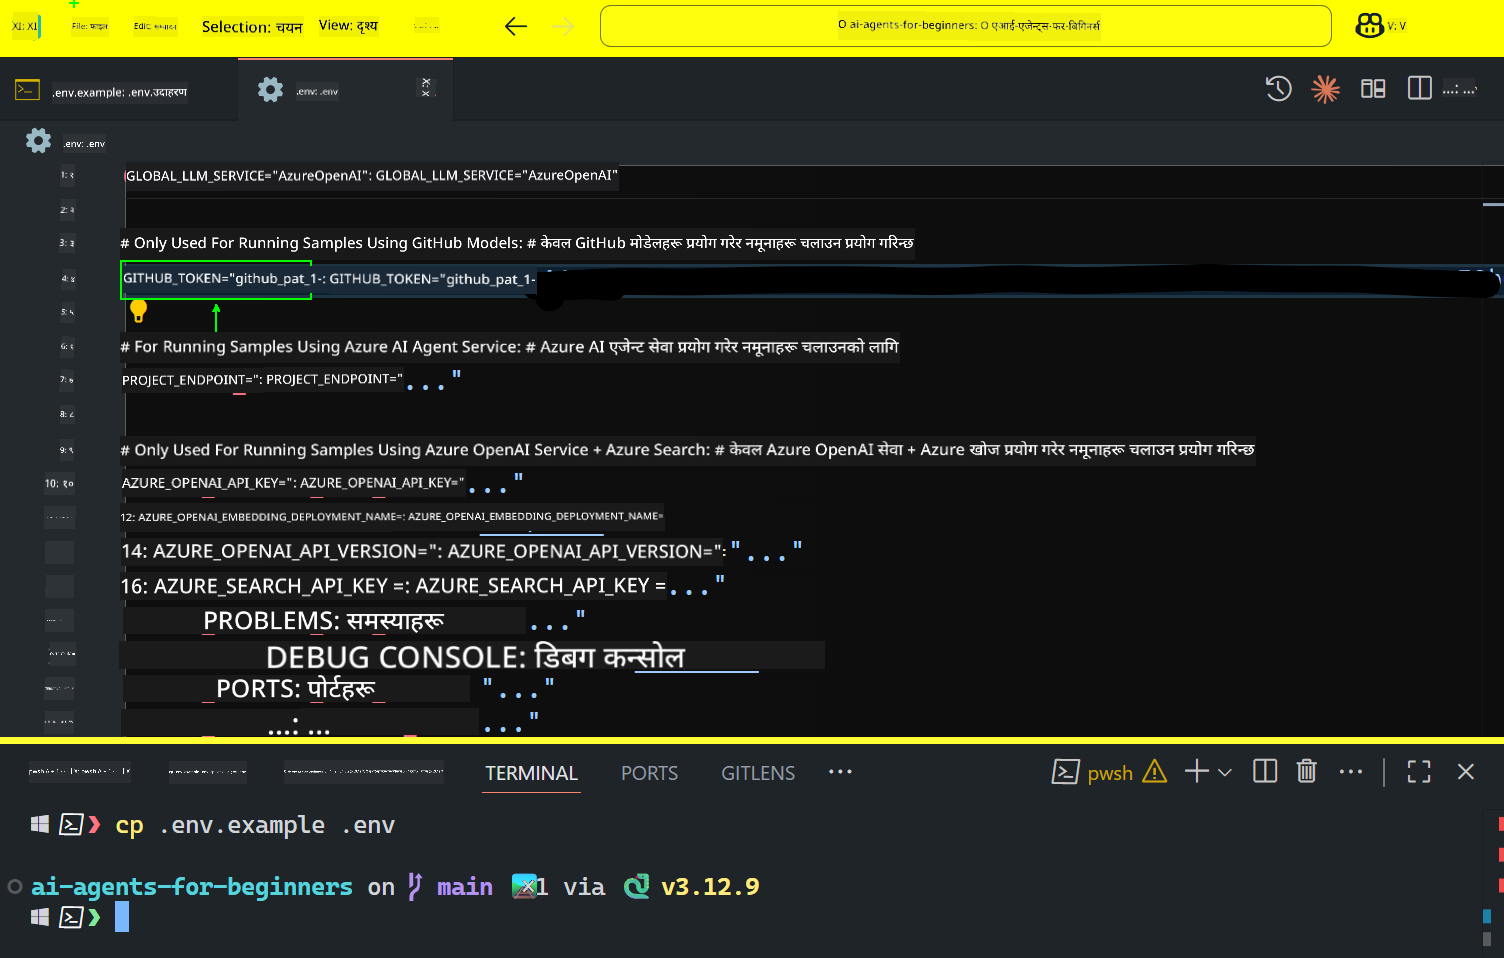 XI: XI File: फाइल Edit: सम्पादन Selection: चयन View: दृश्य O ai-agents-for-beginners: O एआई-एजेन्ट्स-फर-बिगिनर्स V: V
.env.example: .env.उदाहरण .env: .env X: X ...: ...
.env: .env
1: १ GLOBAL_LLM_SERVICE="AzureOpenAI": GLOBAL_LLM_SERVICE="AzureOpenAI"
2: २
3: ३ # Only Used For Running Samples Using GitHub Models: # केवल GitHub मोडेलहरू प्रयोग गरेर नमूनाहरू चलाउन प्रयोग गरिन्छ
4: ४ GITHUB_TOKEN="github_pat_1-: GITHUB_TOKEN="github_pat_1-
5: ५
6: ६ # For Running Samples Using Azure AI Agent Service: # Azure AI एजेन्ट सेवा प्रयोग गरेर नमूनाहरू चलाउनको लागि
7: ७ PROJECT_ENDPOINT=": PROJECT_ENDPOINT=" ..."
8: ८
9: ९ # Only Used For Running Samples Using Azure OpenAI Service + Azure Search: # केवल Azure OpenAI सेवा + Azure खोज प्रयोग गरेर नमूनाहरू चलाउन प्रयोग गरिन्छ
10: १० AZURE_OPENAI_API_KEY=": AZURE_OPENAI_API_KEY=" ..."
12: AZURE_OPENAI_EMBEDDING_DEPLOYMENT_NAME=: AZURE_OPENAI_EMBEDDING_DEPLOYMENT_NAME=
14: AZURE_OPENAI_API_VERSION=": AZURE_OPENAI_API_VERSION=": "..."
16: AZURE_SEARCH_API_KEY =: AZURE_SEARCH_API_KEY = ..."
PROBLEMS: समस्याहरू ..."
DEBUG CONSOLE: डिबग कन्सोल
PORTS: पोर्टहरू "..."
...: ... ..."
TERMINAL PORTS GITLENS ... pwsh ...
cp .env.example .env
ai-agents-for-beginners on main 1 via v3.12.9